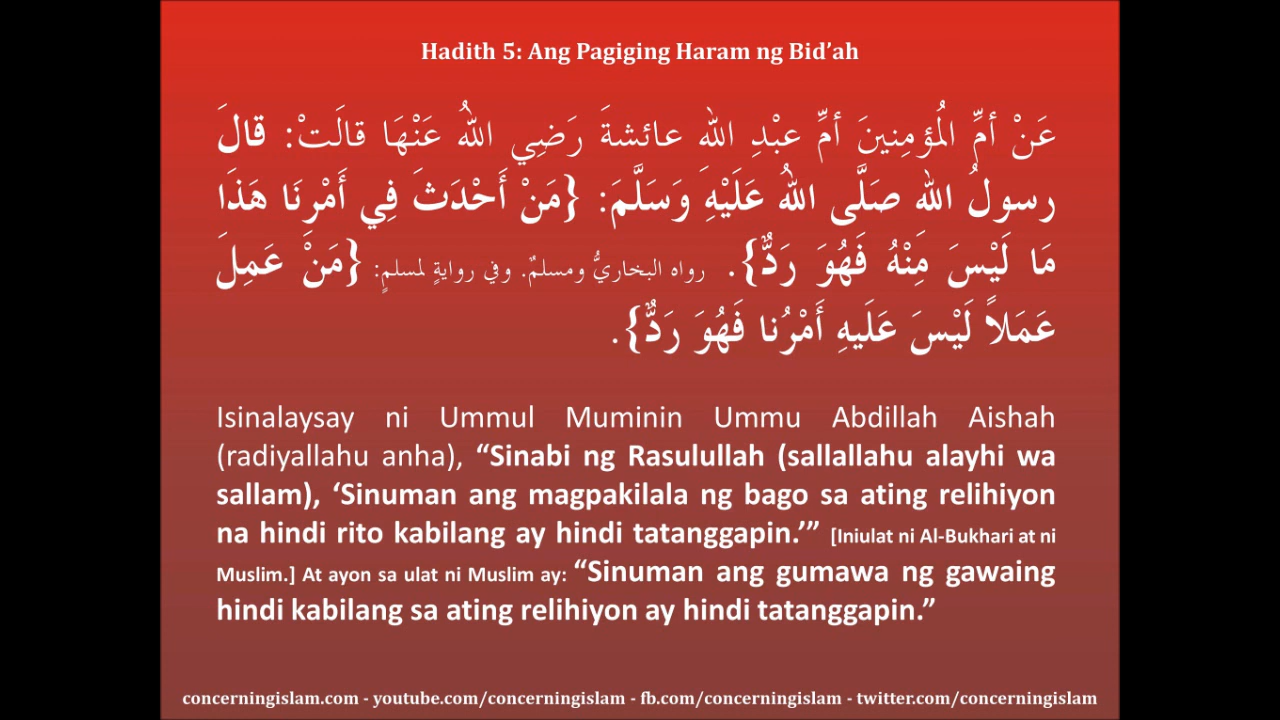 Hadith 5: Ang Pagiging Haram ng Bid’ah
عَنْ أمِّ الْمُؤمِنِينَ أمِّ عبْدِ اللهِ عائشةَ رَضِي اللهُ عَنْهَا قالَتْ: قالَ
رسولُ اللهِ صَلَّى اللهُ عَلَيْهِ وَسَلَّمَ: {مَنْ أَحْدَثَ فِي أَمْرِنَا هَذَا
مَا لَيْسَ مِنْهُ فَهُوَ رَدٌّ}. رواه البخاريُّ ومسلمٌ. وفي روايةٍ لمسلمٍ: {مَنْ عَمِلَ
عَمَلاً لَيْسَ عَلَيهِ أَمْرُنا فَهُوَ رَدٌّ}.
Isinalaysay ni Ummul Muminin Ummu Abdillah Aishah
(radiyallahu anha), “Sinabi ng Rasulullah (sallallahu alayhi wa
sallam), ‘Sinuman ang magpakilala ng bago sa ating relihiyon
na hindi rito kabilang ay hindi tatanggapin.’” [Iniulat ni Al-Bukhari at ni
Muslim.] At ayon sa ulat ni Muslim ay: “Sinuman ang gumawa ng gawaing
hindi kabilang sa ating relihiyon ay hindi tatanggapin.”
concerningislam.com - youtube.com/concerningislam - fb.com/concerningislam - twitter.com/concerningislam